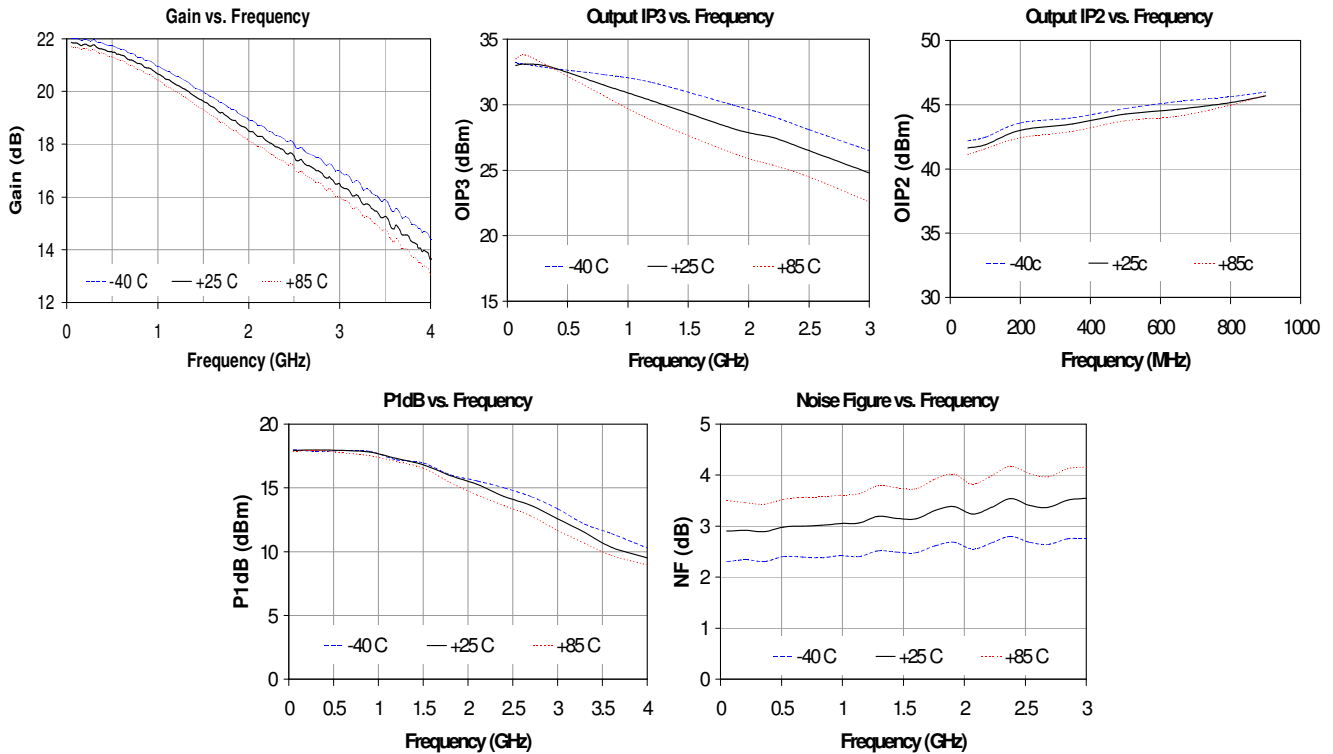 Gain vs. Frequency
22
20
18
16
14
12
Gain (dB)
-40 C
+25 C
+85 C
0
1
2
3
4
Frequency (GHz)
Output IP3 vs. Frequency
35
30
25
20
15
OIP3 (dBm)
-40 C
+25 C
+85 C
0
0.5
1
1.5
2
2.5
3
Frequency (GHz)
Output IP2 vs. Frequency
50
45
40
35
30
OIP2 (dBm)
-40c
+25c
+85c
0
200
400
600
800
1000
Frequency (MHz)
P1dB vs. Frequency
20
15
10
5
0
P1dB (dBm)
-40 C
+25 C
+85 C
0
0.5
1
1.5
2
2.5
3
3.5
4
Frequency (GHz)
Noise Figure vs. Frequency
5
4
3
2
1
0
NF (dB)
-40 C
+25 C
+85 C
0
0.5
1
1.5
2
2.5
3
Frequency (GHz)